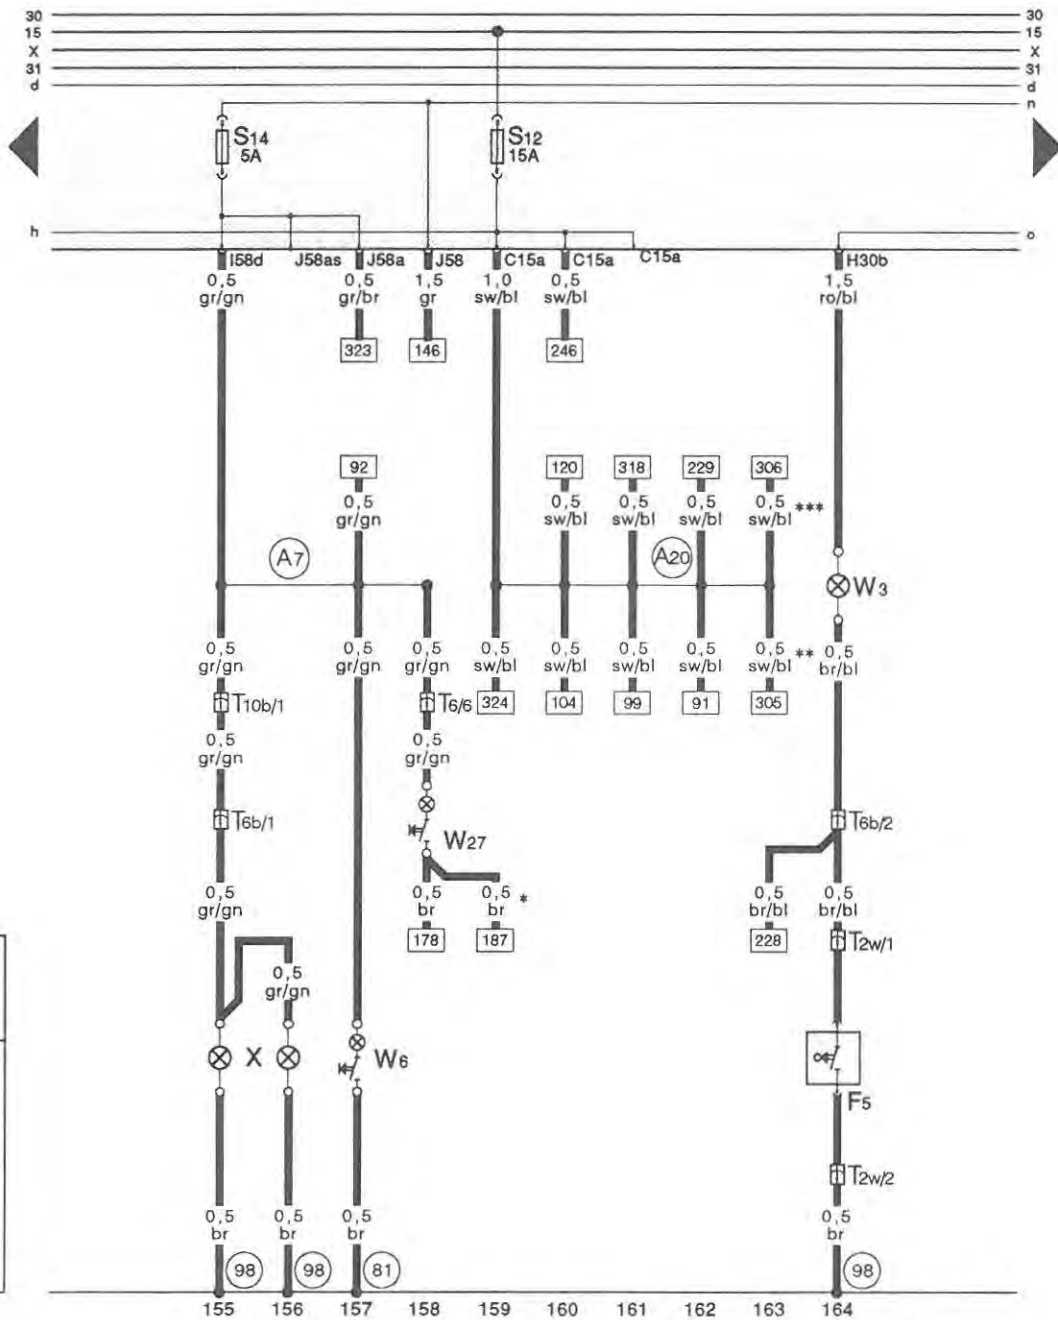 30 30
15 15
X X
31 31
d d
n
S14
5A
S12
15A
h o
I58d J58as J58a J58 C15a C15a C15a H30b
0,5 0,5 1,5 1,0 0,5 1,5
gr/gn gr/br gr sw/bl sw/bl ro/bl
323 146 246
92 120 318 229 306
0,5 0,5 0,5 0,5 0,5
gr/gn sw/bl sw/bl sw/bl sw/bl ***
A7 A20
W3
0,5 0,5 0,5 0,5 0,5 0,5 0,5 0,5 ** 0,5
gr/gn gr/gn gr/gn sw/bl sw/bl sw/bl sw/bl sw/bl br/bl
T10b/1 T6/6 324 104 99 91 305
0,5 0,5
gr/gn gr/gn
T6b/1 W27 T6b/2
0,5 0,5 0,5 * 0,5 0,5
gr/gn br br br/bl br/bl
178 187 228 T2w/1
0,5
gr/gn
X W6
F5
T2w/2
0,5 0,5 0,5 0,5
br br br br
98 98 81 98
155 156 157 158 159 160 161 162 163 164